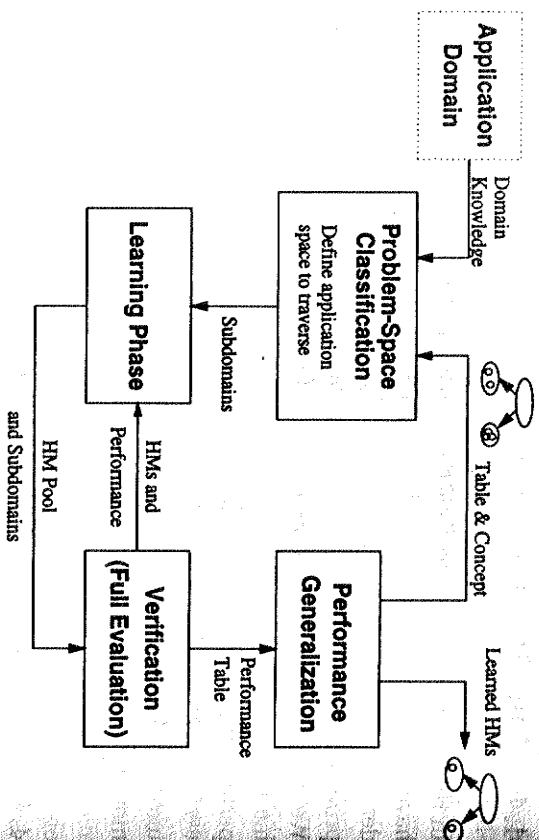 Application
Domain
Domain
Knowledge
Problem-Space
Classification
Define application
space to traverse
Table & Concept
Learned HMs
Subdomains
Performance
Generalization
Learning Phase
HMs and
Performance
Performance
Table
Verification
(Full Evaluation)
HM Pool
and Subdomains